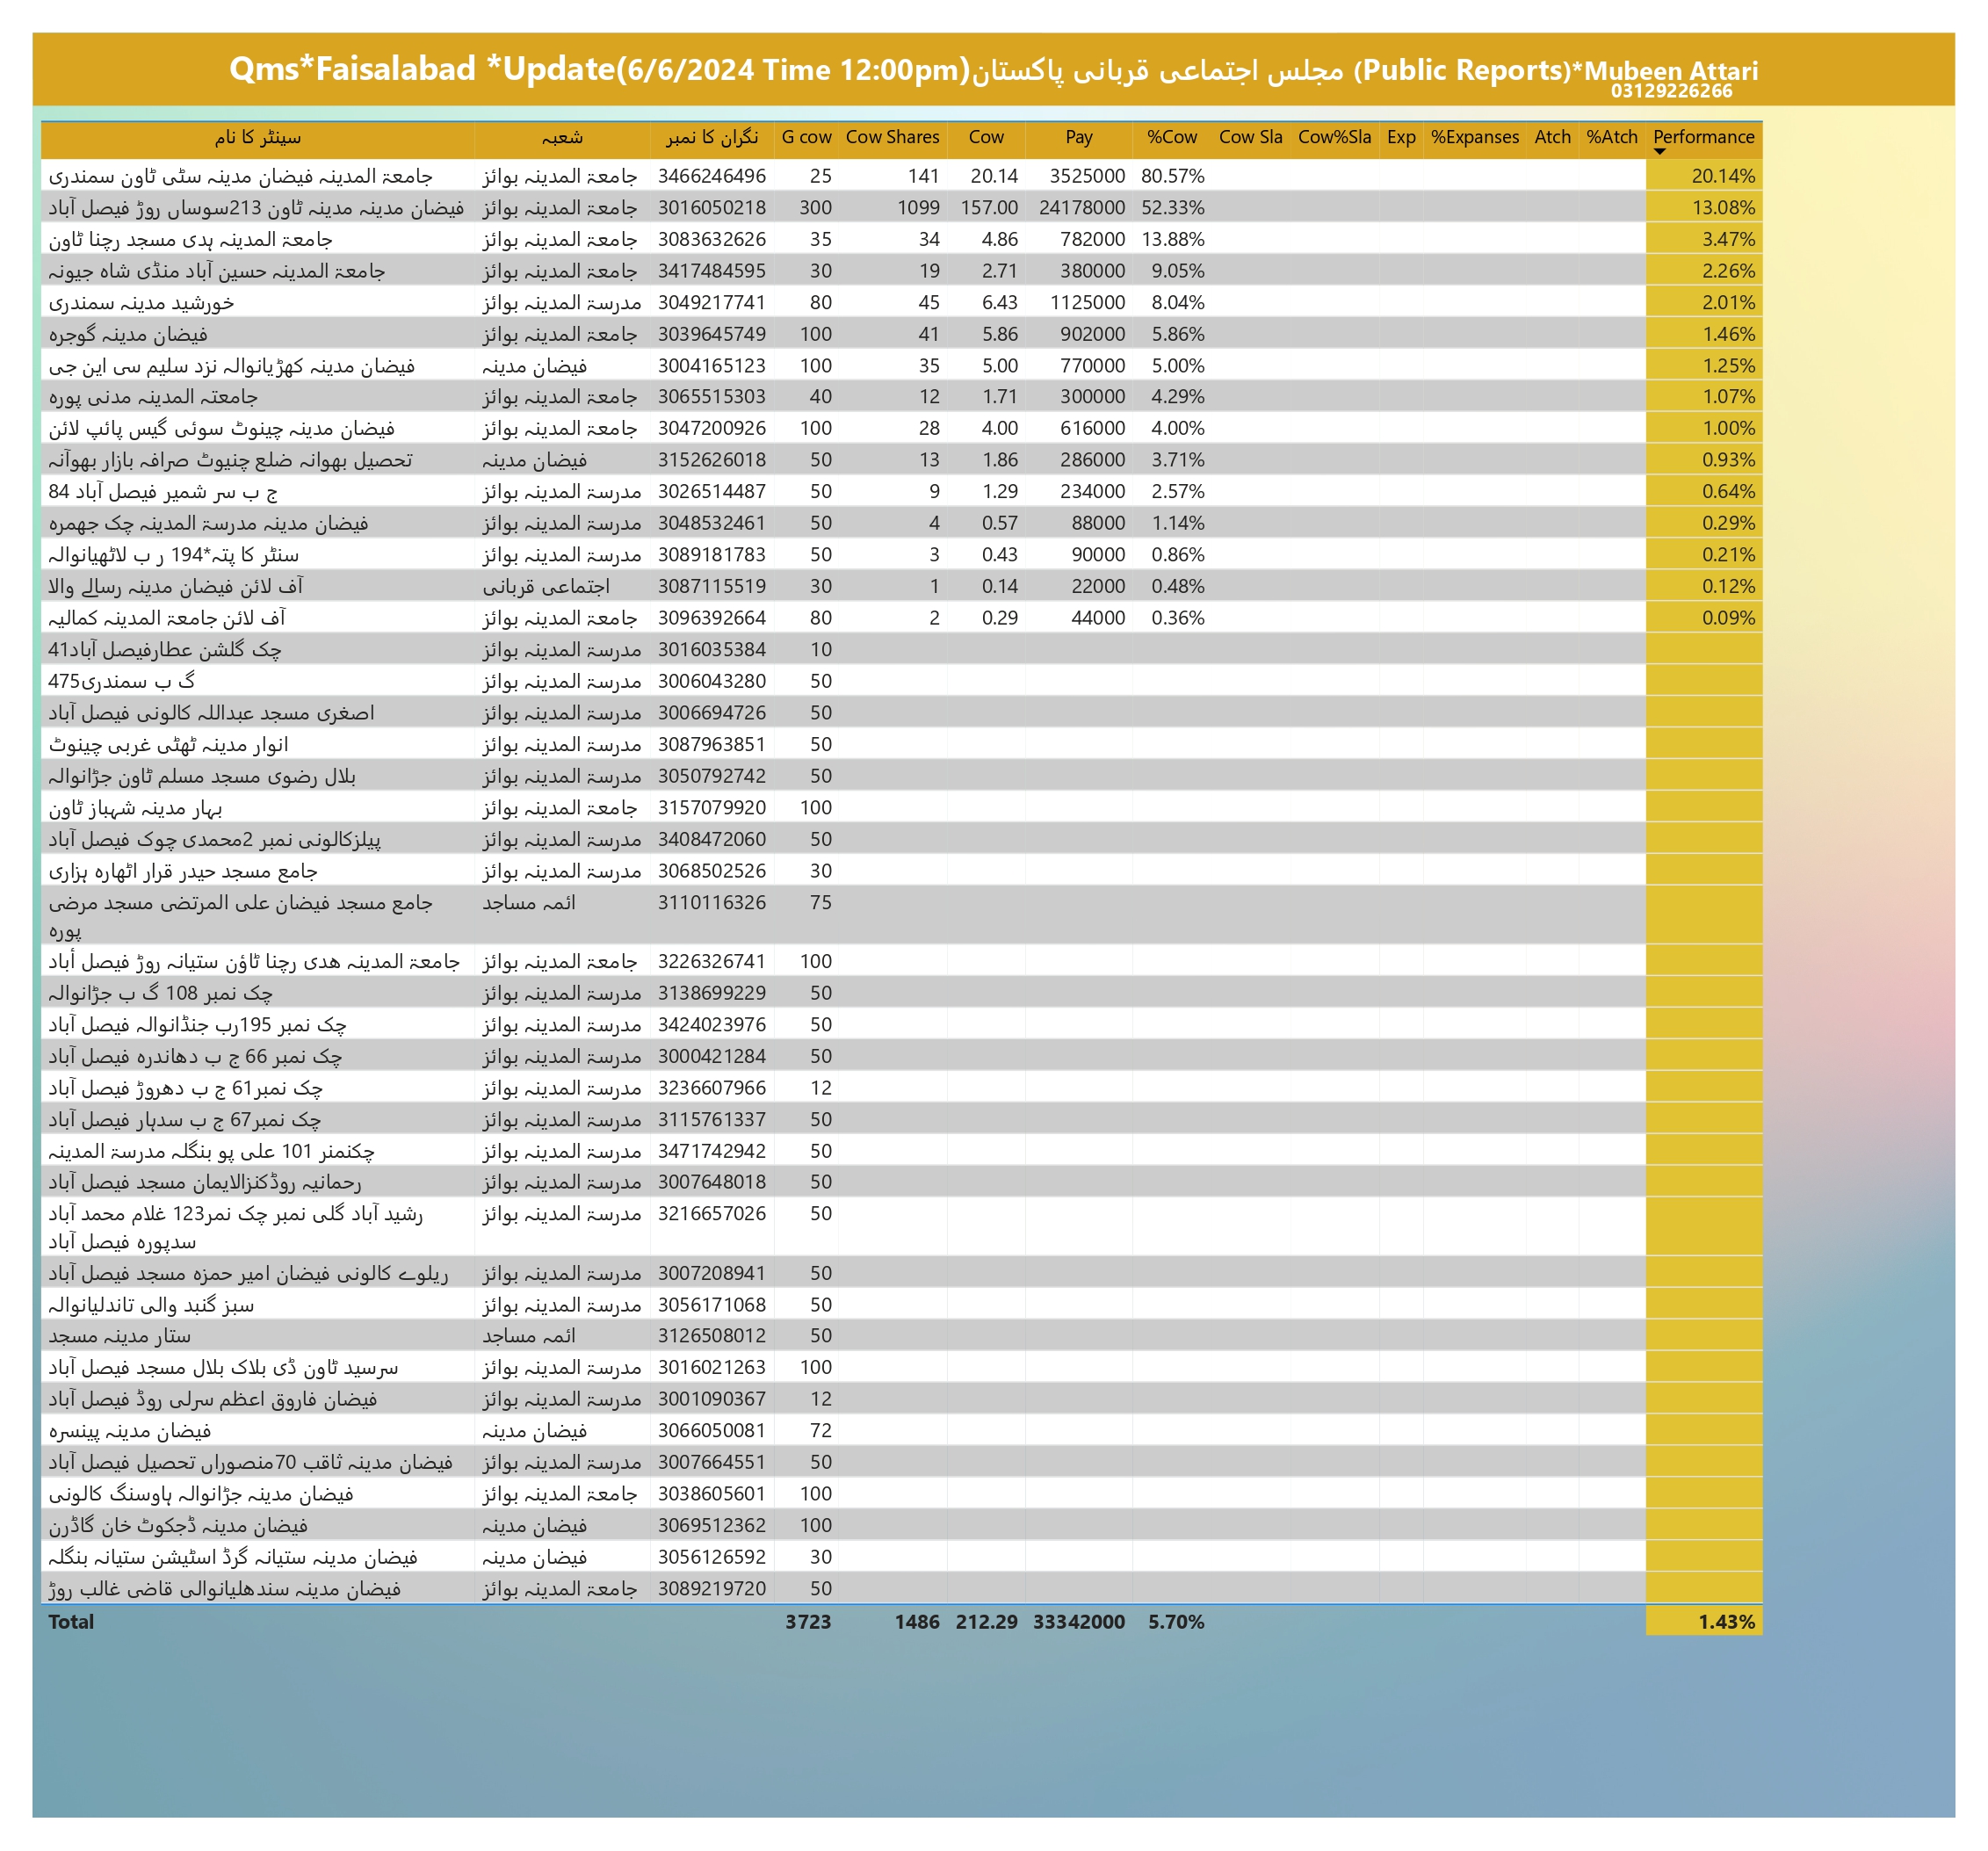 Qms*Faisalabad *Update(6/6/2024 Time 12:00pm)مجلس اجتماعی قربانی پاکستان (Public Reports)*Mubeen Attari
03129226266
سینٹر کا نام شعبہ نگران کا نمبر G cow Cow Shares Cow Pay %Cow Cow Sla Cow%Sla Exp %Expanses Atch %Atch Performance
جامعۃ المدینہ فیضان مدینہ سٹی ٹاون سمندری جامعۃ المدینہ بوائز 3466246496 25 141 20.14 3525000 80.57% 20.14%
فیضان مدینہ مدینہ ٹاون 213سوساں روڑ فیصل آباد جامعۃ المدینہ بوائز 3016050218 300 1099 157.00 24178000 52.33% 13.08%
جامعۃ المدینہ ہدی مسجد رچنا ٹاون جامعۃ المدینہ بوائز 3083632626 35 34 4.86 782000 13.88% 3.47%
جامعۃ المدینہ حسین آباد منڈی شاہ جیونہ جامعۃ المدینہ بوائز 3417484595 30 19 2.71 380000 9.05% 2.26%
خورشید مدینہ سمندری مدرسۃ المدینہ بوائز 3049217741 80 45 6.43 1125000 8.04% 2.01%
فیضان مدینہ گوجرہ جامعۃ المدینہ بوائز 3039645749 100 41 5.86 902000 5.86% 1.46%
فیضان مدینہ کھڑیانوالہ نزد سلیم سی این جی فیضان مدینہ 3004165123 100 35 5.00 770000 5.00% 1.25%
جامعتہ المدینہ مدنی پورہ جامعۃ المدینہ بوائز 3065515303 40 12 1.71 300000 4.29% 1.07%
فیضان مدینہ چینوٹ سوئی گیس پائپ لائن جامعۃ المدینہ بوائز 3047200926 100 28 4.00 616000 4.00% 1.00%
تحصیل بھوانہ ضلع چنیوٹ صرافہ بازار بھوآنہ فیضان مدینہ 3152626018 50 13 1.86 286000 3.71% 0.93%
84 ج ب سر شمیر فیصل آباد مدرسۃ المدینہ بوائز 3026514487 50 9 1.29 234000 2.57% 0.64%
فیضان مدینہ مدرسۃ المدینہ چک جھمرہ مدرسۃ المدینہ بوائز 3048532461 50 4 0.57 88000 1.14% 0.29%
سنٹر کا پتہ*194 ر ب لاٹھیانوالہ مدرسۃ المدینہ بوائز 3089181783 50 3 0.43 90000 0.86% 0.21%
آف لائن فیضان مدینہ رسالے والا اجتماعی قربانی 3087115519 30 1 0.14 22000 0.48% 0.12%
آف لائن جامعۃ المدینہ کمالیہ جامعۃ المدینہ بوائز 3096392664 80 2 0.29 44000 0.36% 0.09%
41چک گلشن عطارفیصل آباد مدرسۃ المدینہ بوائز 3016035384 10
475گ ب سمندری مدرسۃ المدینہ بوائز 3006043280 50
اصغری مسجد عبداللہ کالونی فیصل آباد مدرسۃ المدینہ بوائز 3006694726 50
انوار مدینہ ٹھٹی غربی چینوٹ مدرسۃ المدینہ بوائز 3087963851 50
بلال رضوی مسجد مسلم ٹاون جڑانوالہ مدرسۃ المدینہ بوائز 3050792742 50
بہار مدینہ شہباز ٹاون جامعۃ المدینہ بوائز 3157079920 100
پیلزکالونی نمبر 2محمدی چوک فیصل آباد مدرسۃ المدینہ بوائز 3408472060 50
جامع مسجد حیدر قرار اٹھارہ ہزاری مدرسۃ المدینہ بوائز 3068502526 30
جامع مسجد فیضان علی المرتضی مسجد مرضی ائمہ مساجد 3110116326 75
پورہ
جامعۃ المدینہ ھدی رچنا ٹاؤن ستیانہ روڑ فیصل أباد جامعۃ المدینہ بوائز 3226326741 100
چک نمبر 108 گ ب جڑانوالہ مدرسۃ المدینہ بوائز 3138699229 50
چک نمبر 195رب جنڈانوالہ فیصل آباد مدرسۃ المدینہ بوائز 3424023976 50
چک نمبر 66 ج ب دھاندرہ فیصل آباد مدرسۃ المدینہ بوائز 3000421284 50
چک نمبر61 ج ب دھروڑ فیصل آباد مدرسۃ المدینہ بوائز 3236607966 12
چک نمبر67 ج ب سدہار فیصل آباد مدرسۃ المدینہ بوائز 3115761337 50
چکنمنر 101 علی پو بنگلہ مدرسۃ المدینہ مدرسۃ المدینہ بوائز 3471742942 50
رحمانیہ روڈکنزالایمان مسجد فیصل آباد مدرسۃ المدینہ بوائز 3007648018 50
رشید آباد گلی نمبر چک نمر123 غلام محمد آباد مدرسۃ المدینہ بوائز 3216657026 50
سدپورہ فیصل آباد
ریلوے کالونی فیضان امیر حمزہ مسجد فیصل آباد مدرسۃ المدینہ بوائز 3007208941 50
سبز گنبد والی تاندلیانوالہ مدرسۃ المدینہ بوائز 3056171068 50
ستار مدینہ مسجد ائمہ مساجد 3126508012 50
سرسید ٹاون ڈی بلاک بلال مسجد فیصل آباد مدرسۃ المدینہ بوائز 3016021263 100
فیضان فاروق اعظم سرلی روڈ فیصل آباد مدرسۃ المدینہ بوائز 3001090367 12
فیضان مدینہ پینسرہ فیضان مدینہ 3066050081 72
فیضان مدینہ ثاقب 70منصوراں تحصیل فیصل آباد مدرسۃ المدینہ بوائز 3007664551 50
فیضان مدینہ جڑانوالہ ہاوسنگ کالونی جامعۃ المدینہ بوائز 3038605601 100
فیضان مدینہ ڈجکوٹ خان گاڈرن فیضان مدینہ 3069512362 100
فیضان مدینہ ستیانہ گرڈ اسٹیشن ستیانہ بنگلہ فیضان مدینہ 3056126592 30
فیضان مدینہ سندھلیانوالی قاضی غالب روڑ جامعۃ المدینہ بوائز 3089219720 50
Total 3723 1486 212.29 33342000 5.70% 1.43%